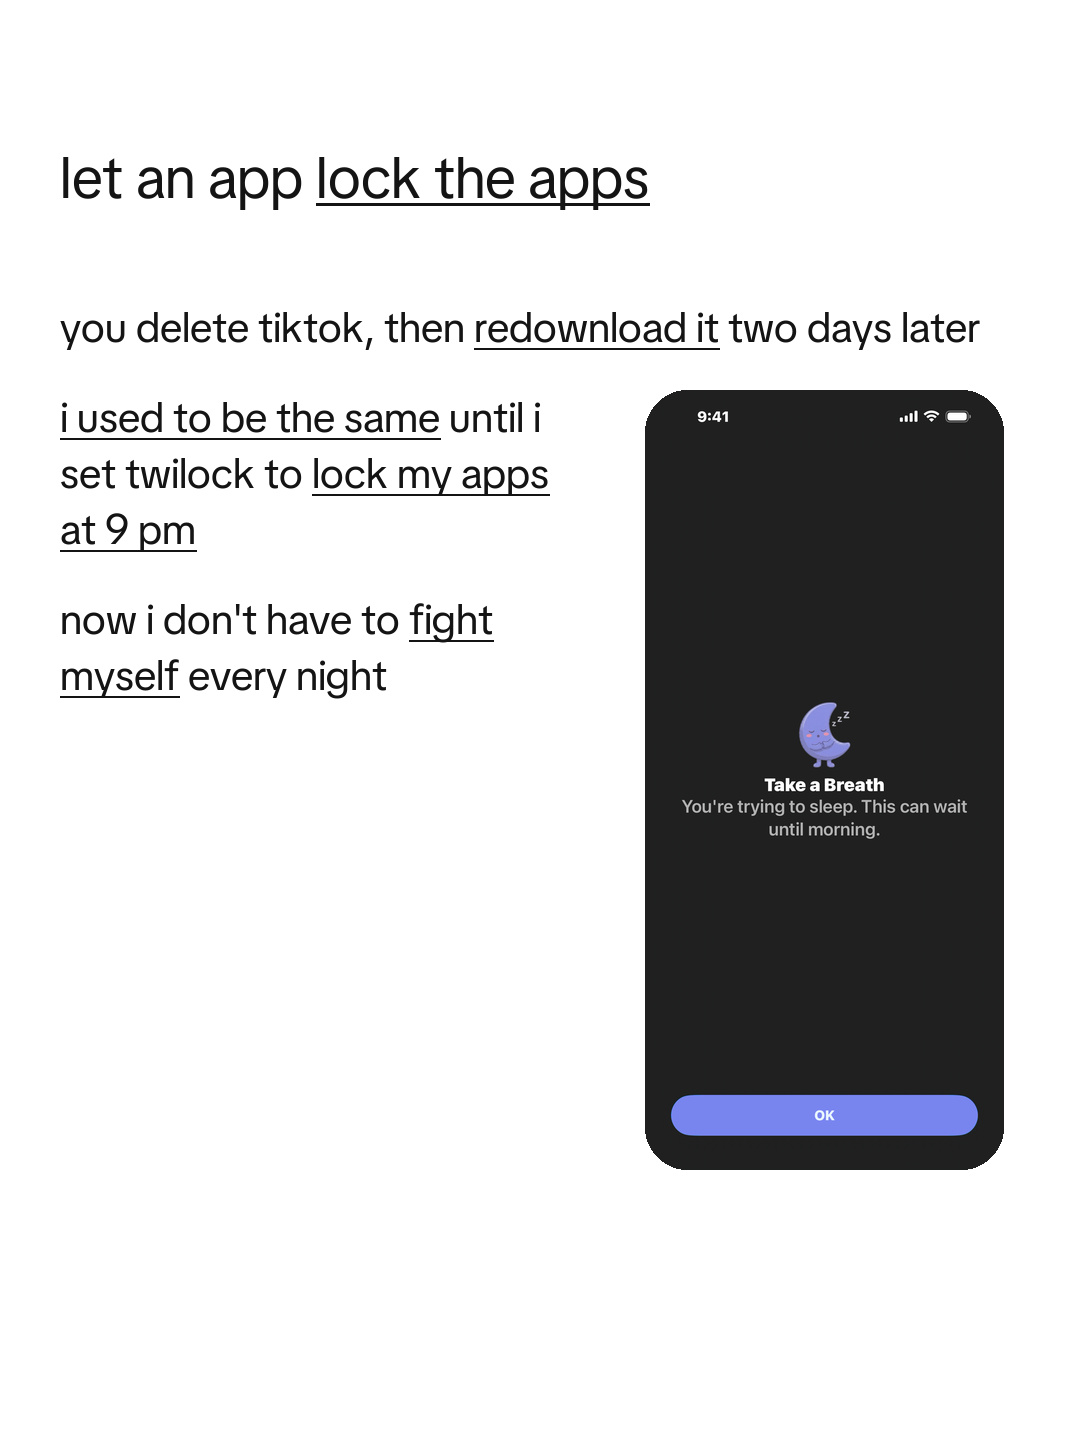 let an app lock the apps
you delete tiktok, then redownload it two days later
i used to be the same until i
set twilock to lock my apps
at 9 pm
now i don't have to fight
myself every night
9:41
z z z
Take a Breath
You're trying to sleep. This can wait
until morning.
OK